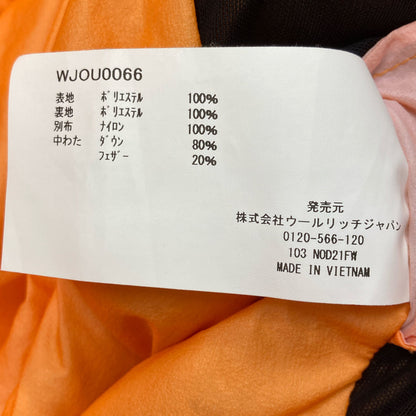 WJOU0066
表地 ポリエステル 100%
裏地 ポリエステル 100%
別布 ナイロン 100%
中わた ダウン 80%
フェザー 20%
発売元
株式会社ウールリッチジャパン
0120-566-120
103 NOD21FW
MADE IN VIETNAM